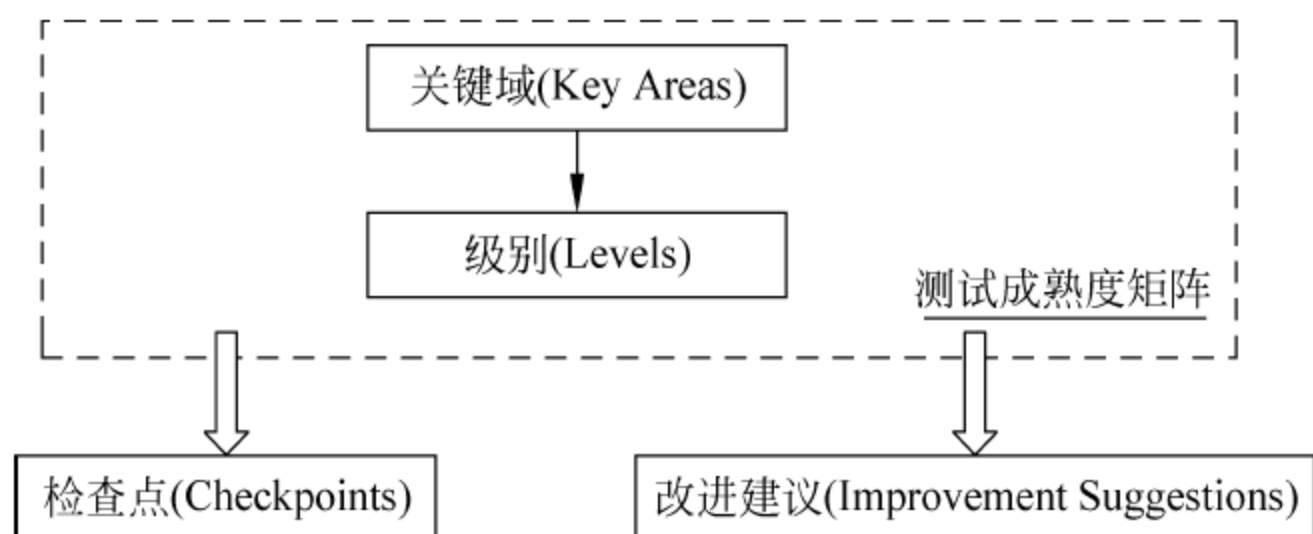 关键域(Key Areas)
级别(Levels)
测试成熟度矩阵
检查点(Checkpoints)
改进建议(Improvement Suggestions)